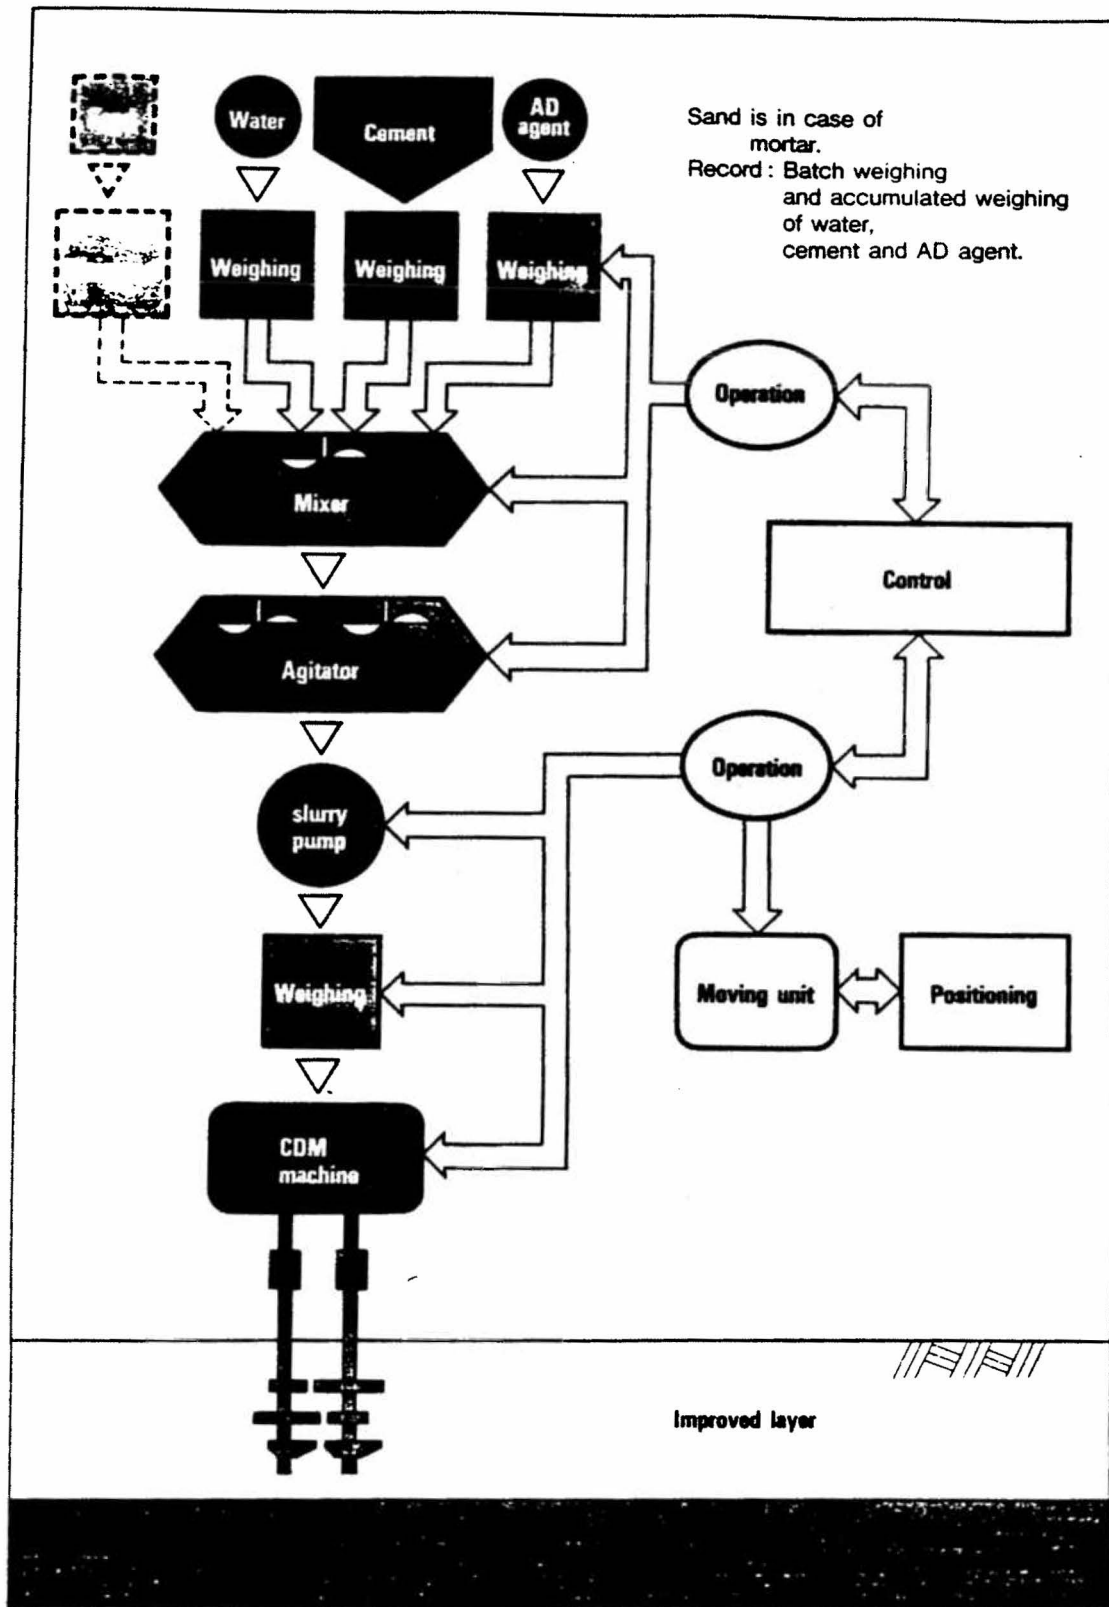 Water
Cement
AD
agent
Sand is in case of
mortar.
Record : Batch weighing
and accumulated weighing
of water,
cement and AD agent.
Weighing
Weighing
Weighing
Operation
Mixer
Control
Agitator
Operation
slurry
pump
Weighing
Moving unit
Positioning
CDM
machine
Improved layer